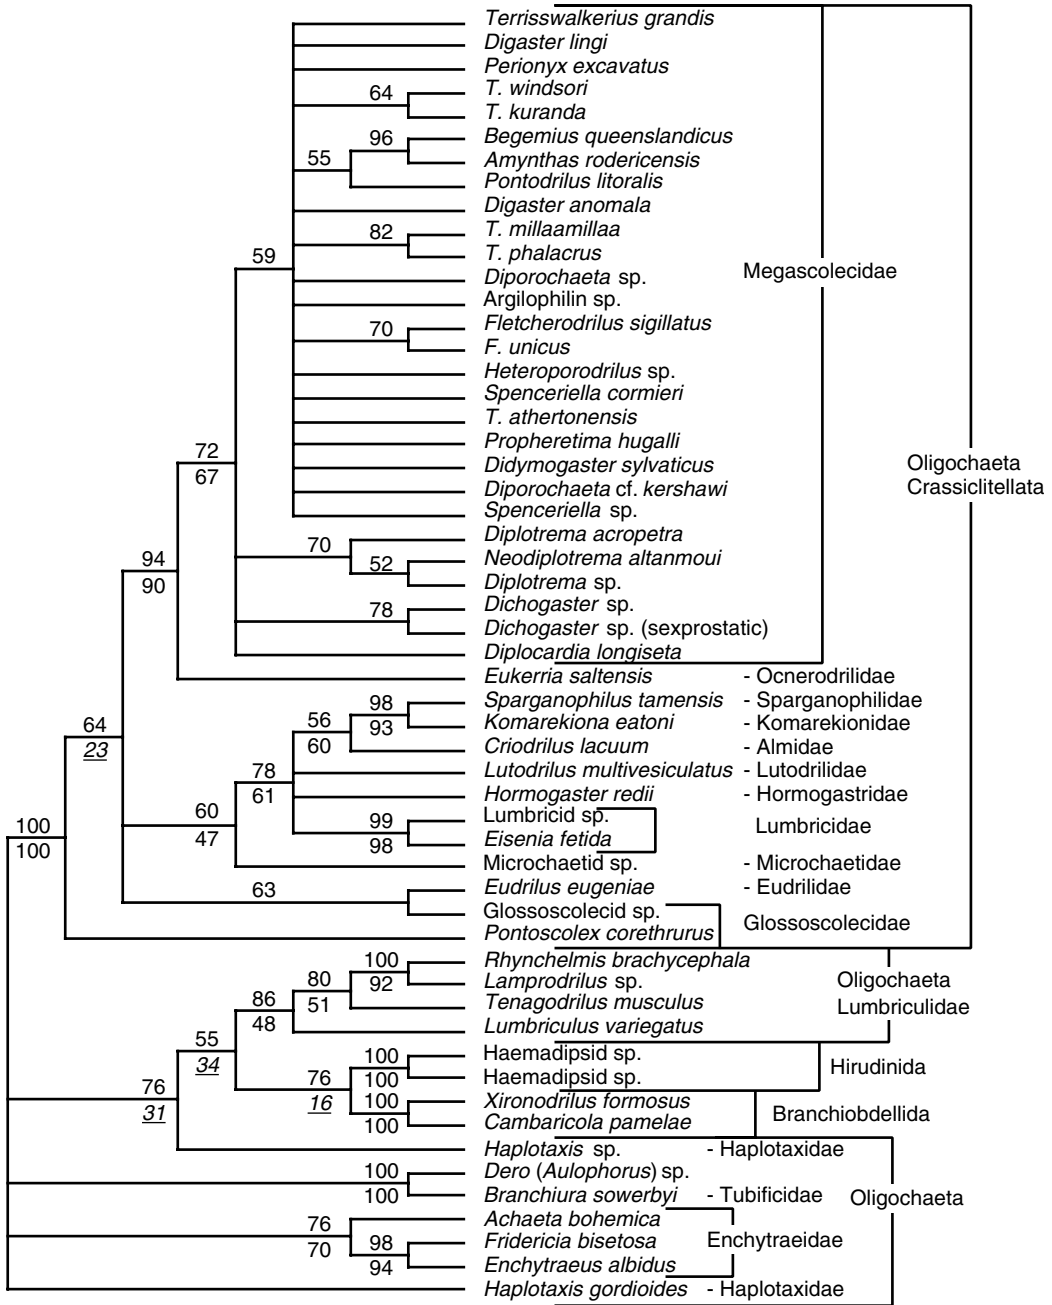 Terrisswalkerius grandis
Digaster lingi
Perionyx excavatus
64
T. windsori
T. kuranda
96
Begemius queenslandicus
55
Amynthas rodericensis
Pontodrilus litoralis
Digaster anomala
82
T. millaamillaa
T. phalacrus
59
Megascolecidae
Diporochaeta sp.
Argilophilin sp.
70
Fletcherodrilus sigillatus
F. unicus
Heteroporodrilus sp.
Spenceriella cormieri
T. athertonensis
Propheretima hugalli
72
67
Oligochaeta
Crassiclitellata
Didymogaster sylvaticus
Diporochaeta cf. kershawi
Spenceriella sp.
Diplotrema acropetra
70
94
90
52
Neodiplotrema altanmoui
Diplotrema sp.
78
Dichogaster sp.
Dichogaster sp. (sexprostatic)
Diplocardia longiseta
Eukerria saltensis - Ocnerodrilidae
98
93
Sparganophilus tamensis - Sparganophilidae
Komarekiona eatoni - Komarekionidae
64
23
56
60
Criodrilus lacuum - Almidae
78
61
Lutodrilus multivesiculatus - Lutodrilidae
Hormogaster redii - Hormogastridae
60
47
99
98
Lumbricid sp.
Lumbricidae
Eisenia fetida
100
100
Microchaetid sp. - Microchaetidae
63
Eudrilus eugeniae - Eudrilidae
Glossoscolecid sp.
Glossoscolecidae
Pontoscolex corethrurus
100
92
Rhynchelmis brachycephala
80
51
Lamprodrilus sp.
Oligochaeta
Lumbriculidae
86
48
Tenagodrilus musculus
Lumbriculus variegatus
55
34
100
100
Haemadipsid sp.
Hirudinida
Haemadipsid sp.
76
31
76
16
100
100
Xironodrilus formosus
Branchiobdellida
Cambaricola pamelae
Haplotaxis sp. - Haplotaxidae
100
100
Dero (Aulophorus) sp.
Branchiura sowerbyi - Tubificidae
Oligochaeta
76
70
Achaeta bohemica
98
94
Fridericia bisetosa
Enchytraeidae
Enchytraeus albidus
Haplotaxis gordioides - Haplotaxidae